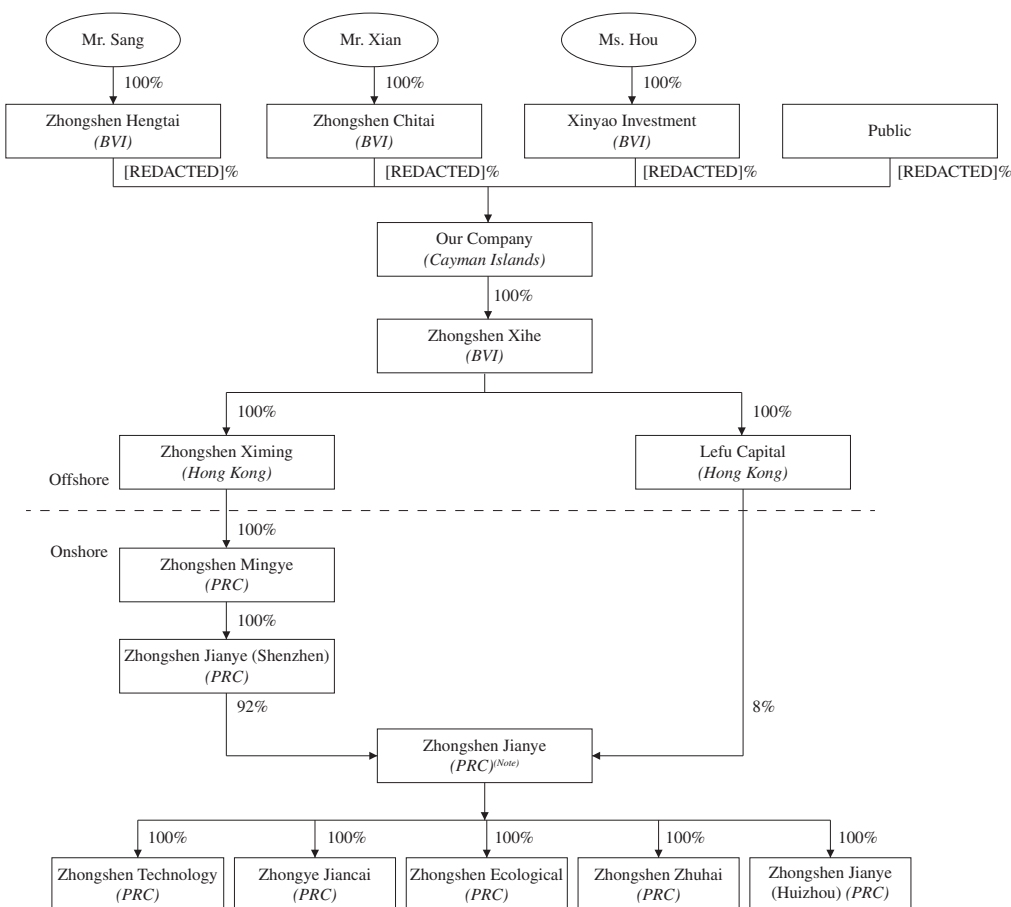 Mr. Sang
Mr. Xian
Ms. Hou
100%
100%
100%
Zhongshen Hengtai
(BVI)
Zhongshen Chitai
(BVI)
Xinyao Investment
(BVI)
Public
[REDACTED]%
[REDACTED]%
[REDACTED]%
[REDACTED]%
Our Company
(Cayman Islands)
100%
Zhongshen Xihe
(BVI)
100%
100%
Zhongshen Ximing
(Hong Kong)
Lefu Capital
(Hong Kong)
Offshore
100%
Onshore
Zhongshen Mingye
(PRC)
100%
Zhongshen Jianye (Shenzhen)
(PRC)
92%
8%
Zhongshen Jianye
(PRC)(Note)
100%
100%
100%
100%
100%
Zhongshen Technology
(PRC)
Zhongye Jiancai
(PRC)
Zhongshen Ecological
(PRC)
Zhongshen Zhuhai
(PRC)
Zhongshen Jianye
(Huizhou) (PRC)